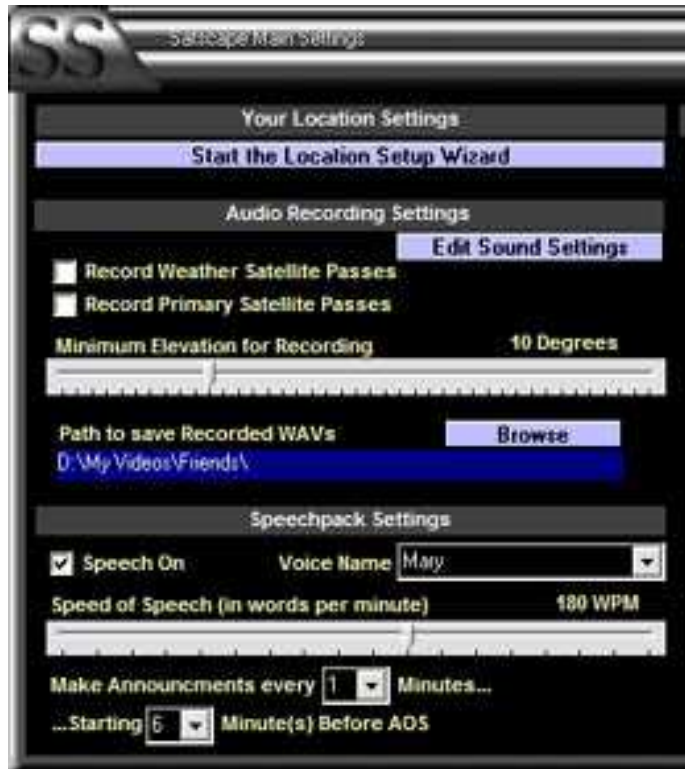 SS
Satscape Main Settings
Your Location Settings
Start the Location Setup Wizard
Audio Recording Settings
Edit Sound Settings
Record Weather Satellite Passes
Record Primary Satellite Passes
Minimum Elevation for Recording 10 Degrees
Path to save Recorded WAVs Browse
D:\My Videos\Friends\
Speechpack Settings
Speech On Voice Name Mary
Speed of Speech (in words per minute) 180 WPM
Make Announcments every 1 Minutes...
...Starting 6 Minute(s) Before AOS